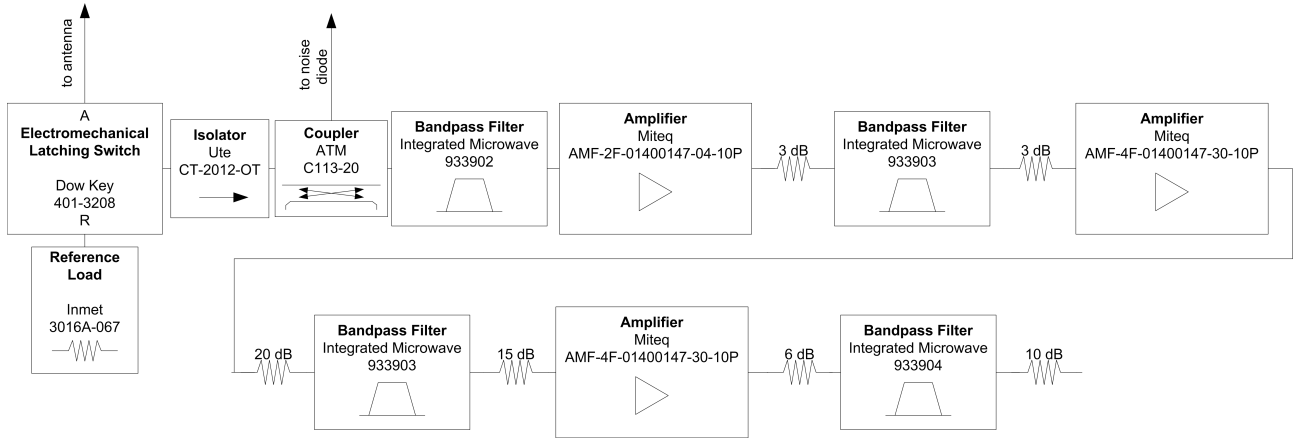 to antenna
A
Electromechanical
Latching Switch
Dow Key
401-3208
R
Reference
Load
Inmet
3016A-067
Isolator
Ute
CT-2012-OT
to noise
diode
Coupler
ATM
C113-20
Bandpass Filter
Integrated Microwave
933902
Amplifier
Miteq
AMF-2F-01400147-04-10P
3 dB
Bandpass Filter
Integrated Microwave
933903
3 dB
Amplifier
Miteq
AMF-4F-01400147-30-10P
20 dB
Bandpass Filter
Integrated Microwave
933903
15 dB
Amplifier
Miteq
AMF-4F-01400147-30-10P
6 dB
Bandpass Filter
Integrated Microwave
933904
10 dB